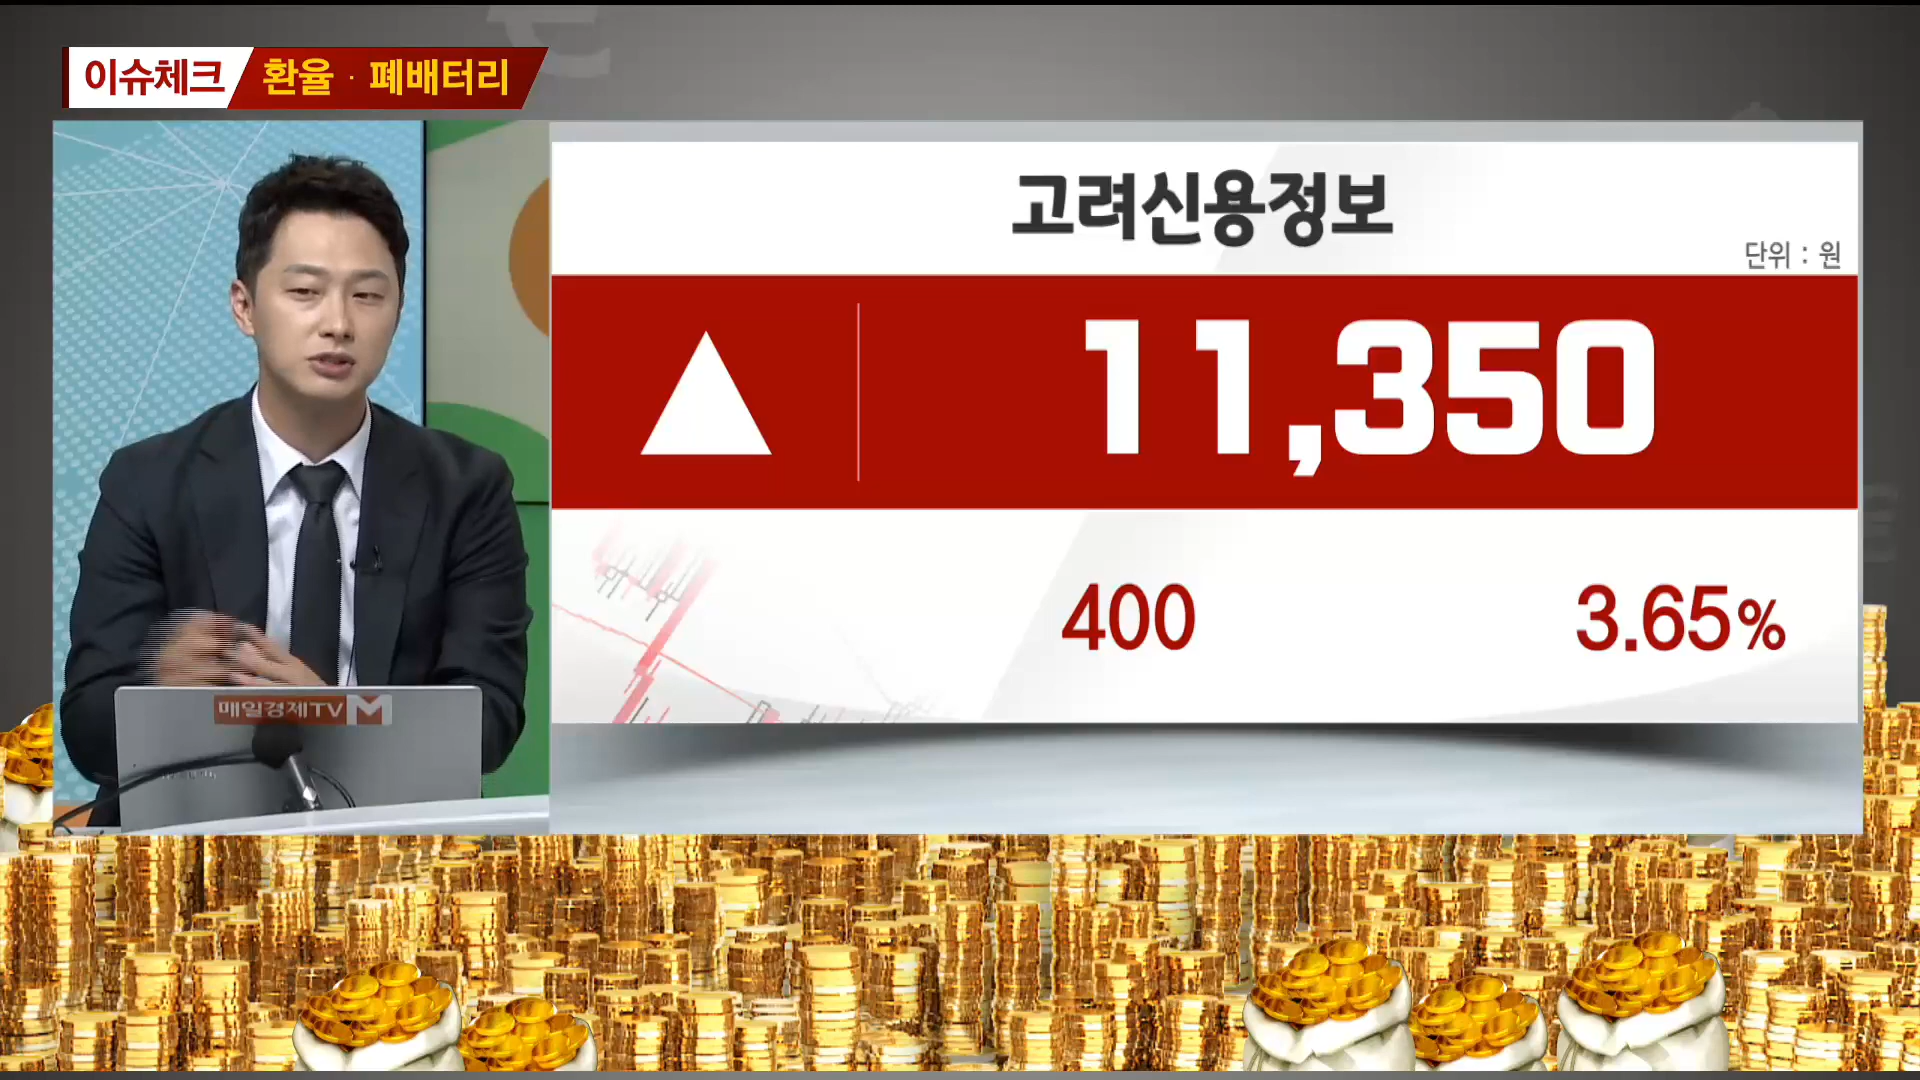 이슈체크 환율 · 폐배터리
고려신용정보
단위 : 원
▲ 11,350
400 3.65%
매일경제TV M